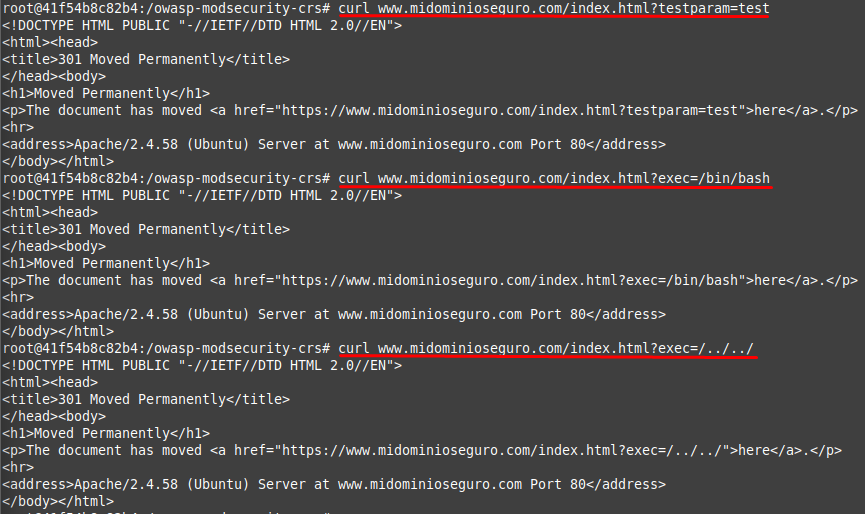 root@41f54b8c82b4:/owasp-modsecurity-crs# curl www.midominioseguro.com/index.html?testparam=test
<!DOCTYPE HTML PUBLIC "-//IETF//DTD HTML 2.0//EN">
<html><head>
<title>301 Moved Permanently</title>
</head><body>
<h1>Moved Permanently</h1>
<p>The document has moved <a href="https://www.midominioseguro.com/index.html?testparam=test">here</a>.</p>
<hr>
<address>Apache/2.4.58 (Ubuntu) Server at www.midominioseguro.com Port 80</address>
</body></html>
root@41f54b8c82b4:/owasp-modsecurity-crs# curl www.midominioseguro.com/index.html?exec=/bin/bash
<!DOCTYPE HTML PUBLIC "-//IETF//DTD HTML 2.0//EN">
<html><head>
<title>301 Moved Permanently</title>
</head><body>
<h1>Moved Permanently</h1>
<p>The document has moved <a href="https://www.midominioseguro.com/index.html?exec=/bin/bash">here</a>.</p>
<hr>
<address>Apache/2.4.58 (Ubuntu) Server at www.midominioseguro.com Port 80</address>
</body></html>
root@41f54b8c82b4:/owasp-modsecurity-crs# curl www.midominioseguro.com/index.html?exec=/../../
<!DOCTYPE HTML PUBLIC "-//IETF//DTD HTML 2.0//EN">
<html><head>
<title>301 Moved Permanently</title>
</head><body>
<h1>Moved Permanently</h1>
<p>The document has moved <a href="https://www.midominioseguro.com/index.html?exec=/../../">here</a>.</p>
<hr>
<address>Apache/2.4.58 (Ubuntu) Server at www.midominioseguro.com Port 80</address>
</body></html>